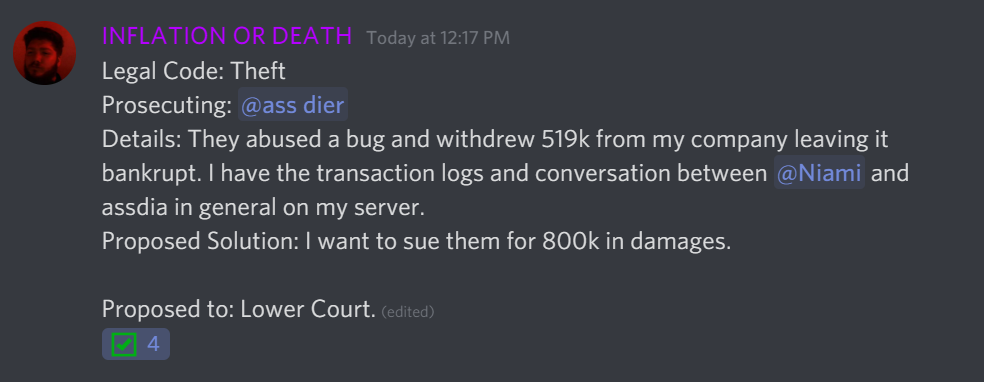 INFLATION OR DEATH Today at 12:17 PM
Legal Code: Theft
Prosecuting: @ass dier
Details: They abused a bug and withdrew 519k from my company leaving it
bankrupt. I have the transaction logs and conversation between @Niami and
assdia in general on my server.
Proposed Solution: I want to sue them for 800k in damages.
Proposed to: Lower Court. (edited)
4